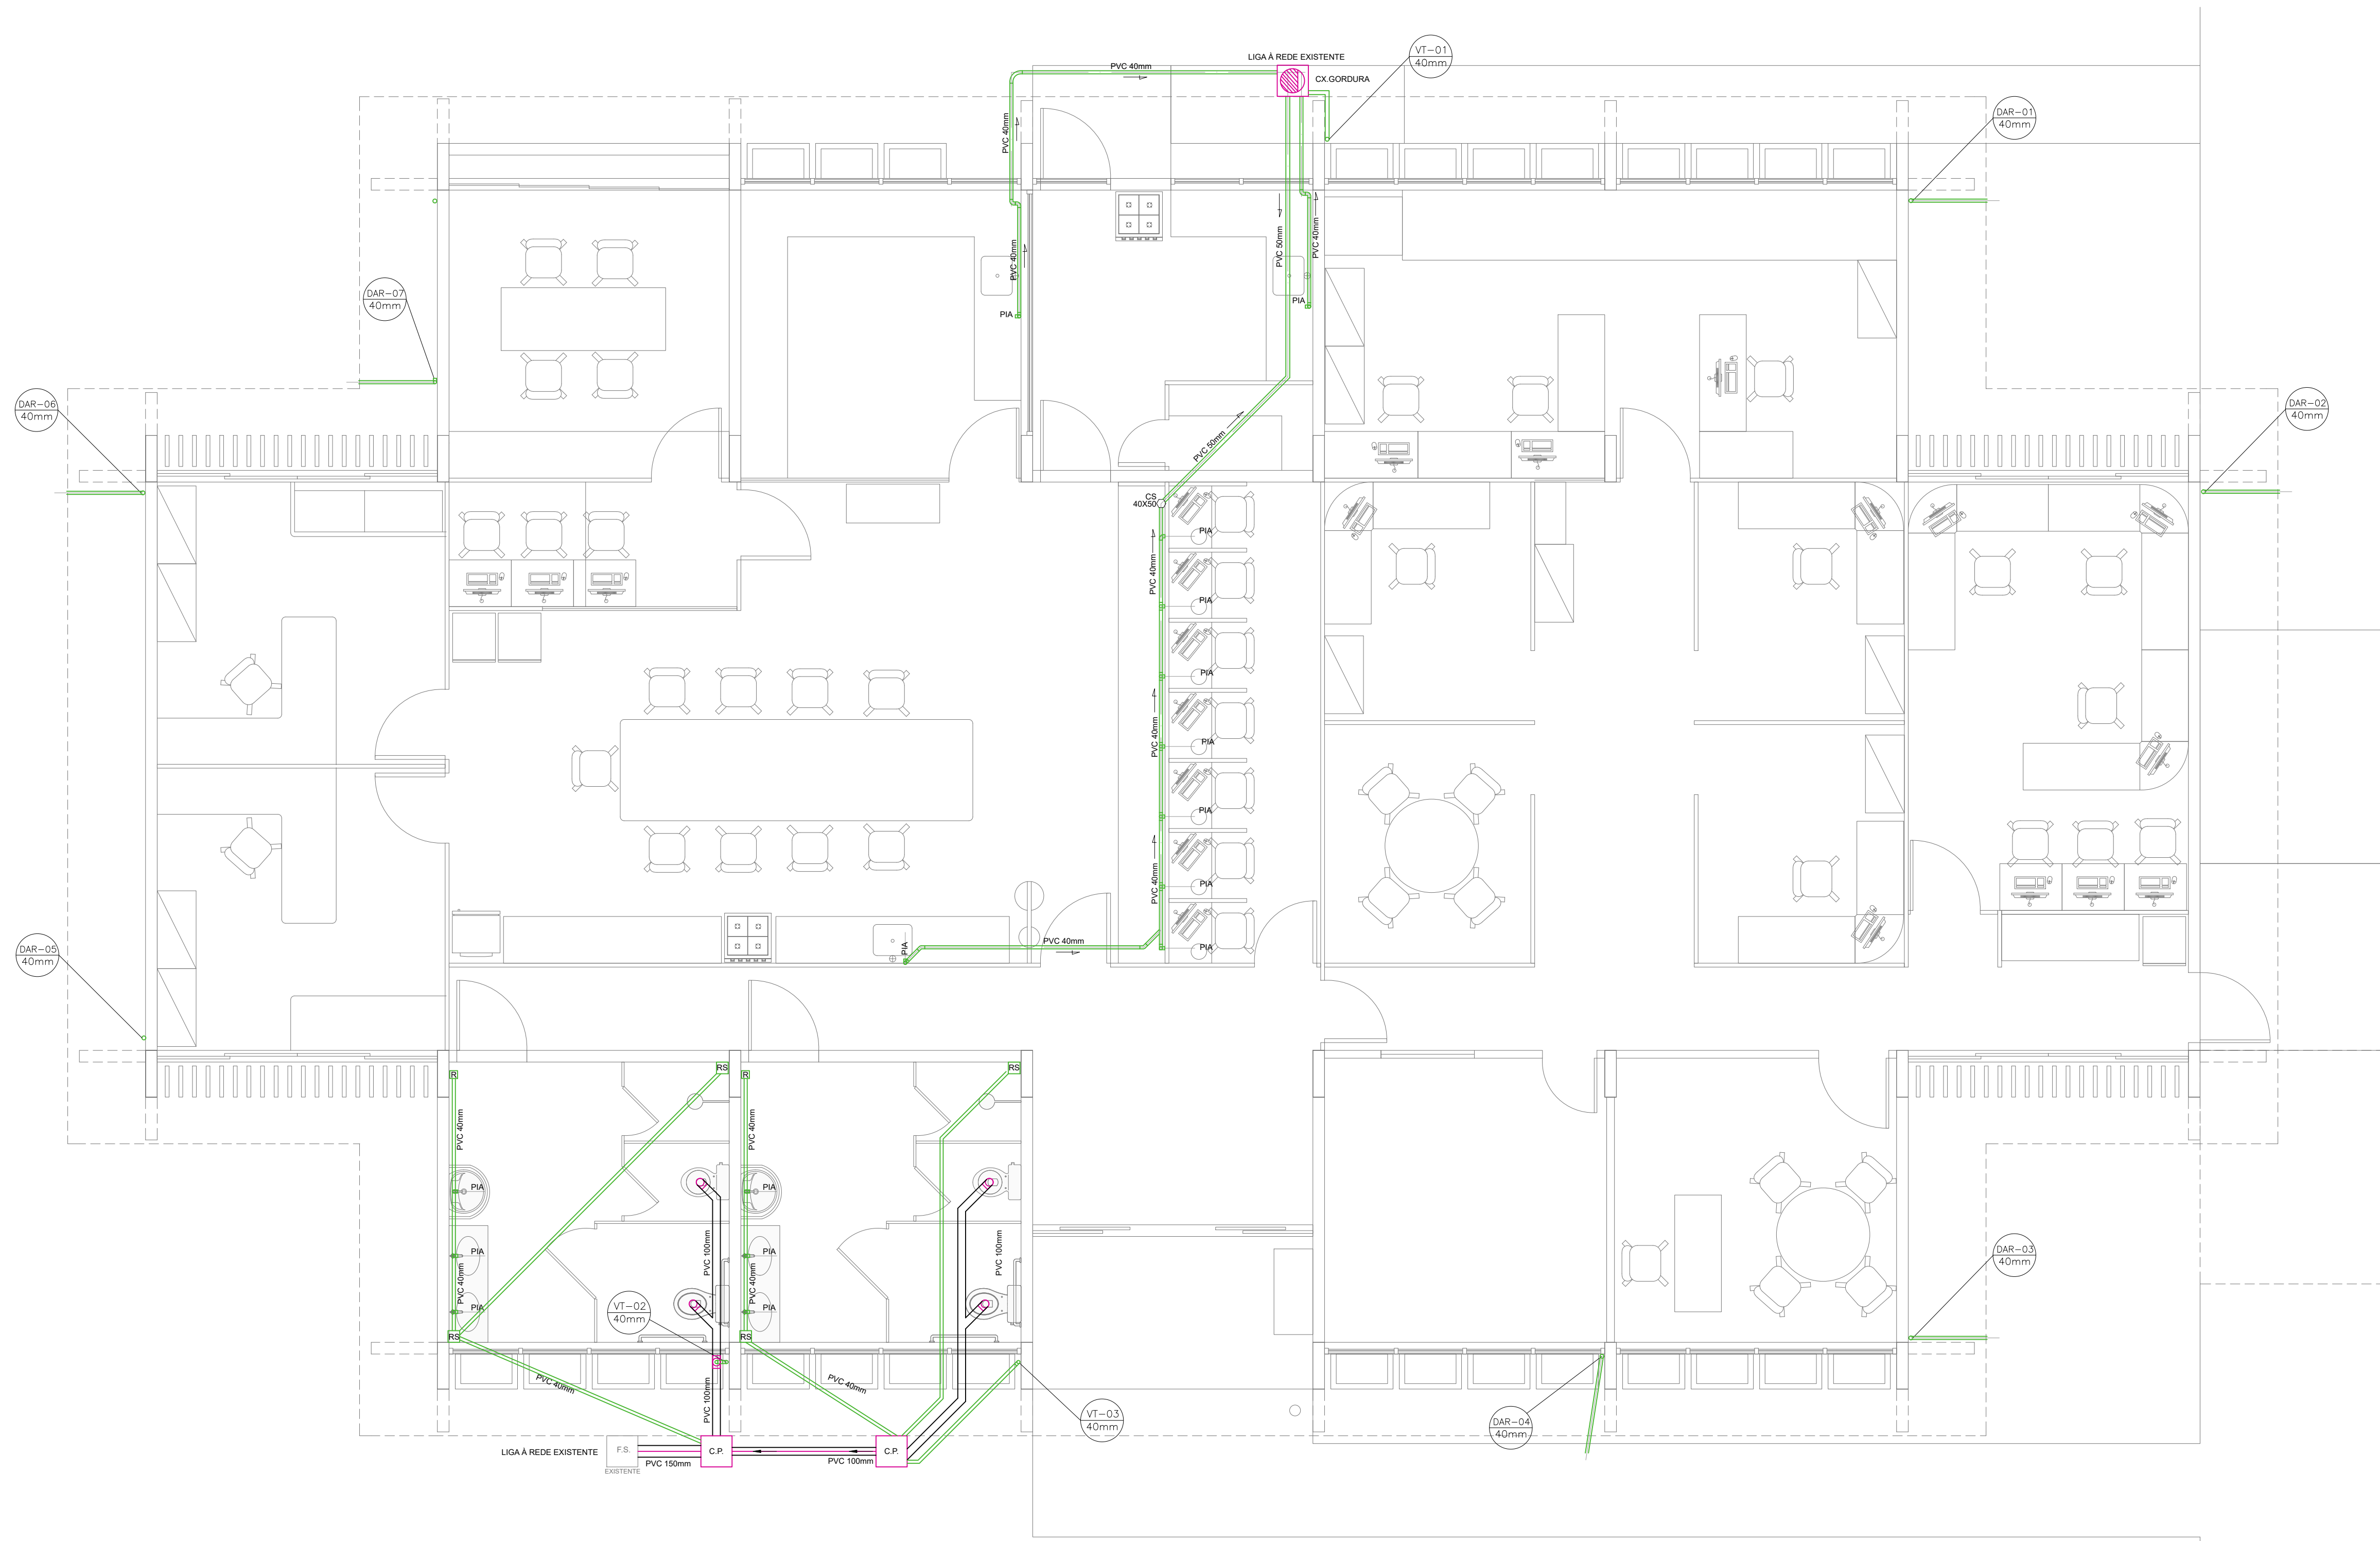 VT-01
40mm
LIGA À REDE EXISTENTE
PVC 40mm
CX.GORDURA
DAR-01
40mm
PVC 40mm
PVC 40mm
PVC 50mm
PVC 40mm
PIA
PIA
DAR-07
40mm
DAR-06
40mm
DAR-02
40mm
PVC 50mm
CS
40X50
PIA
PVC 40mm
PIA
PIA
PVC 40mm
PIA
PIA
PVC 40mm
PIA
PIA
PIA
PVC 40mm
DAR-05
40mm
R
RS
R
RS
PVC 40mm
PVC 40mm
PIA
PIA
PIA
PIA
PVC 100mm
PVC 100mm
PVC 40mm
PVC 40mm
PIA
PIA
DAR-03
40mm
VT-02
40mm
RS
RS
PVC 40mm
PVC 100mm
PVC 40mm
VT-03
40mm
DAR-04
40mm
LIGA À REDE EXISTENTE
F.S.
C.P.
C.P.
PVC 150mm
PVC 100mm
EXISTENTE